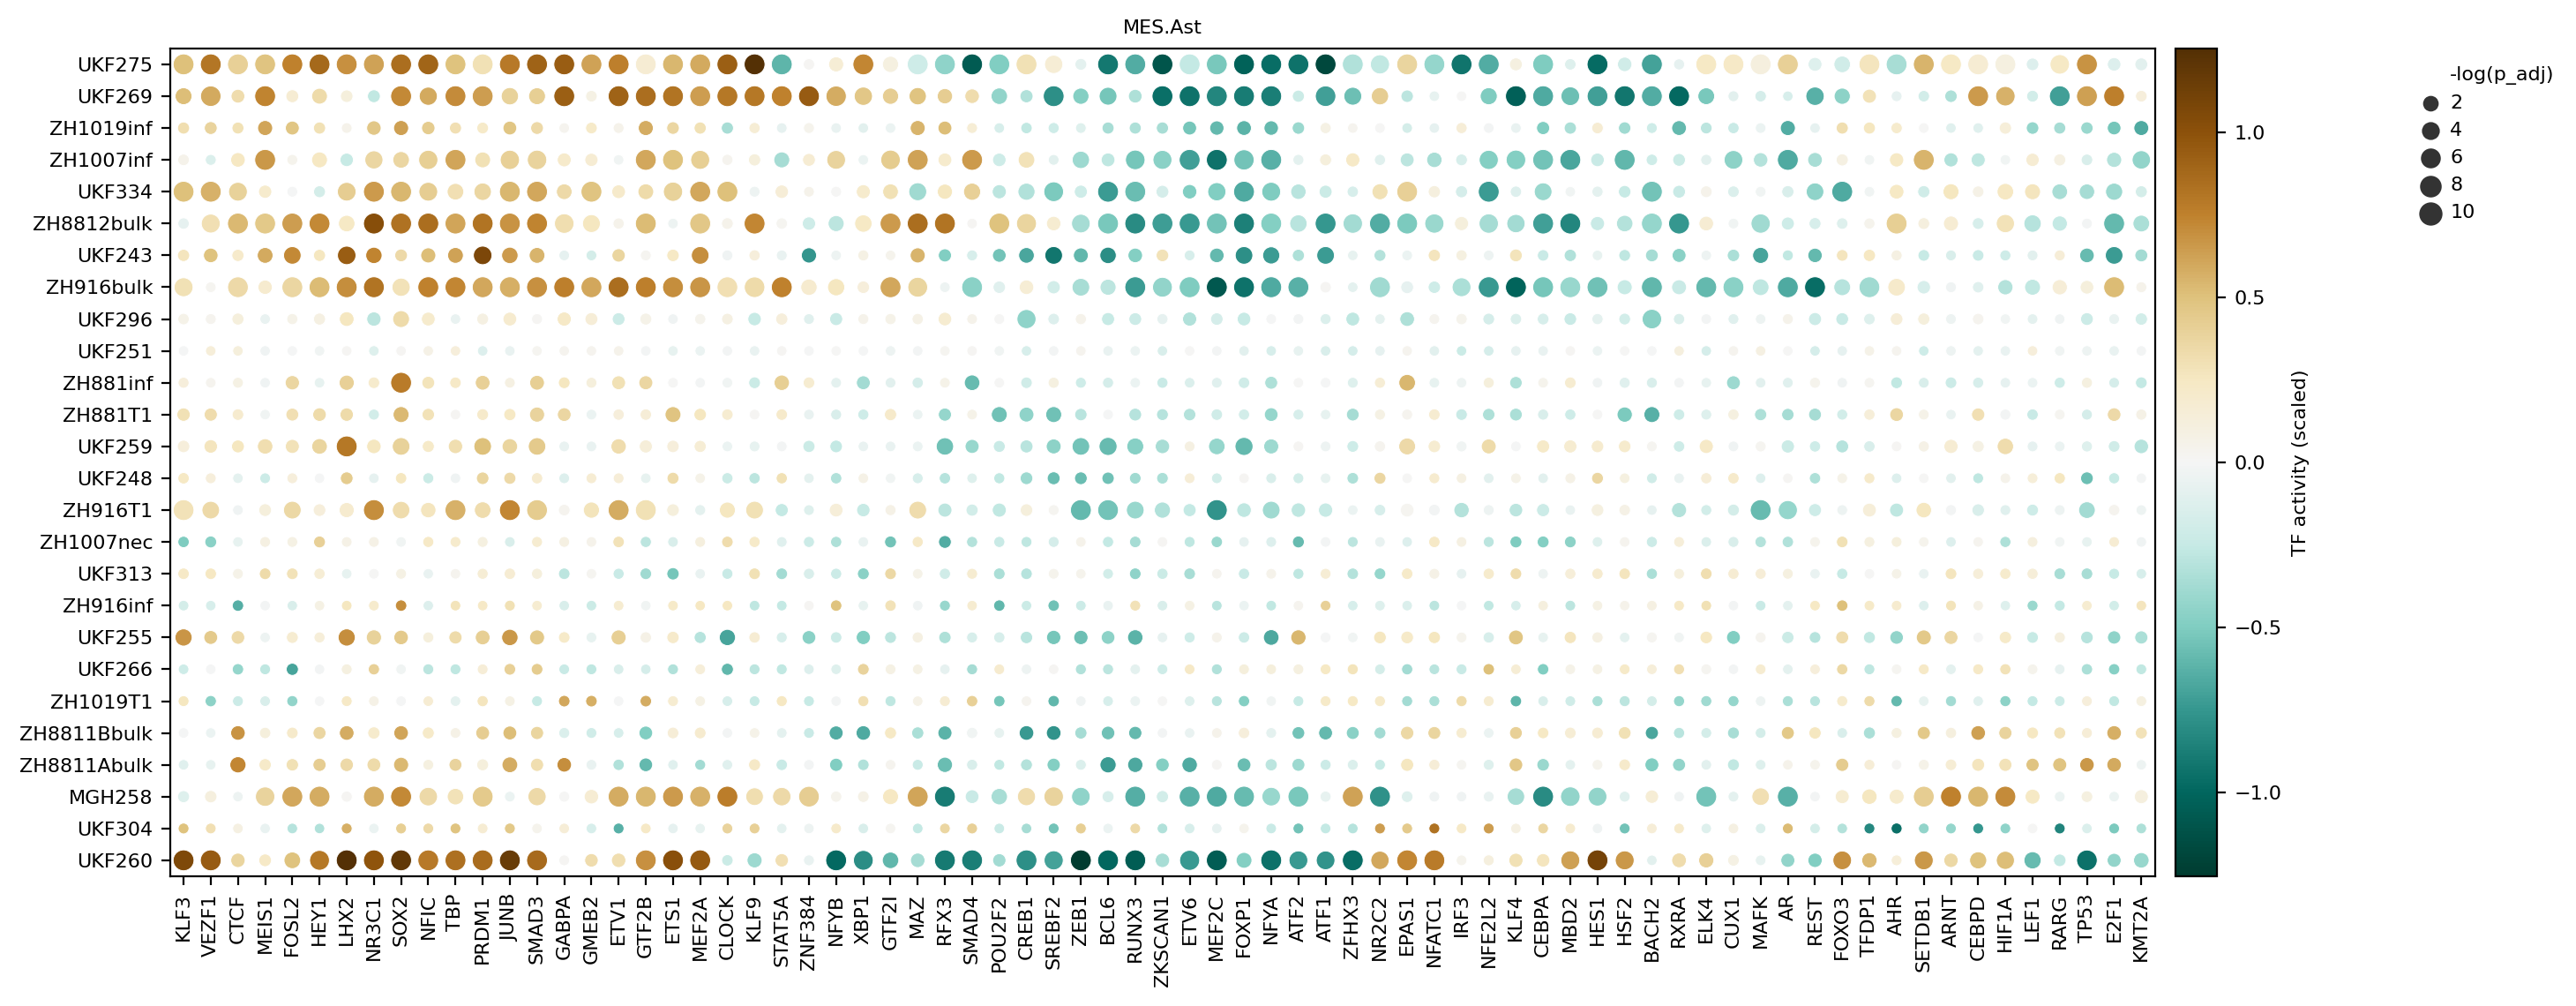 MES.Ast
UKF275
UKF269
ZH1019inf
ZH1007inf
UKF334
ZH8812bulk
UKF243
ZH916bulk
UKF296
UKF251
ZH881inf
ZH881T1
UKF259
UKF248
ZH916T1
ZH1007nec
UKF313
ZH916inf
UKF255
UKF266
ZH1019T1
ZH8811Bbulk
ZH8811Abulk
MGH258
UKF304
UKF260
KLF3
VEZF1
CTCF
MEIS1
FOSL2
HEY1
LHX2
NR3C1
SOX2
NFIC
TBP
PRDM1
JUNB
SMAD3
GABPA
GMEB2
ETV1
GTF2B
ETS1
MEF2A
CLOCK
KLF9
STAT5A
ZNF384
NFYB
XBP1
GTF2I
MAZ
RFX3
SMAD4
POU2F2
CREB1
SREBF2
ZEB1
BCL6
RUNX3
ZKSCAN1
ETV6
MEF2C
FOXP1
NFYA
ATF2
ATF1
ZFHX3
NR2C2
EPAS1
NFATC1
IRF3
NFE2L2
KLF4
CEBPA
MBD2
HES1
HSF2
BACH2
RXRA
ELK4
CUX1
MAFK
AR
REST
FOXO3
TFDP1
AHR
SETDB1
ARNT
CEBPD
HIF1A
LEF1
RARG
TP53
E2F1
KMT2A
1.0
0.5
0.0
−0.5
−1.0
TF activity (scaled)
-log(p_adj)
2
4
6
8
10